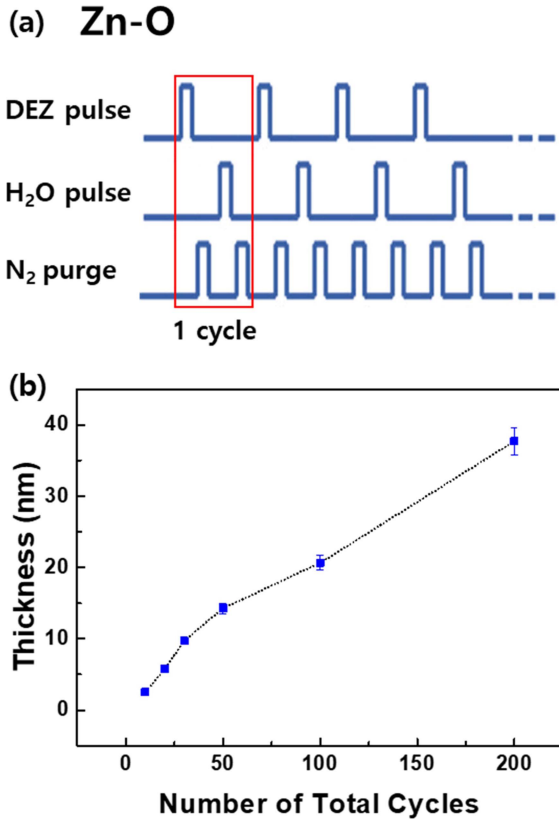 (a) Zn-O
DEZ pulse
H₂O pulse
N₂ purge
1 cycle
(b)
40
30
20
10
0
Thickness (nm)
0 50 100 150 200
Number of Total Cycles